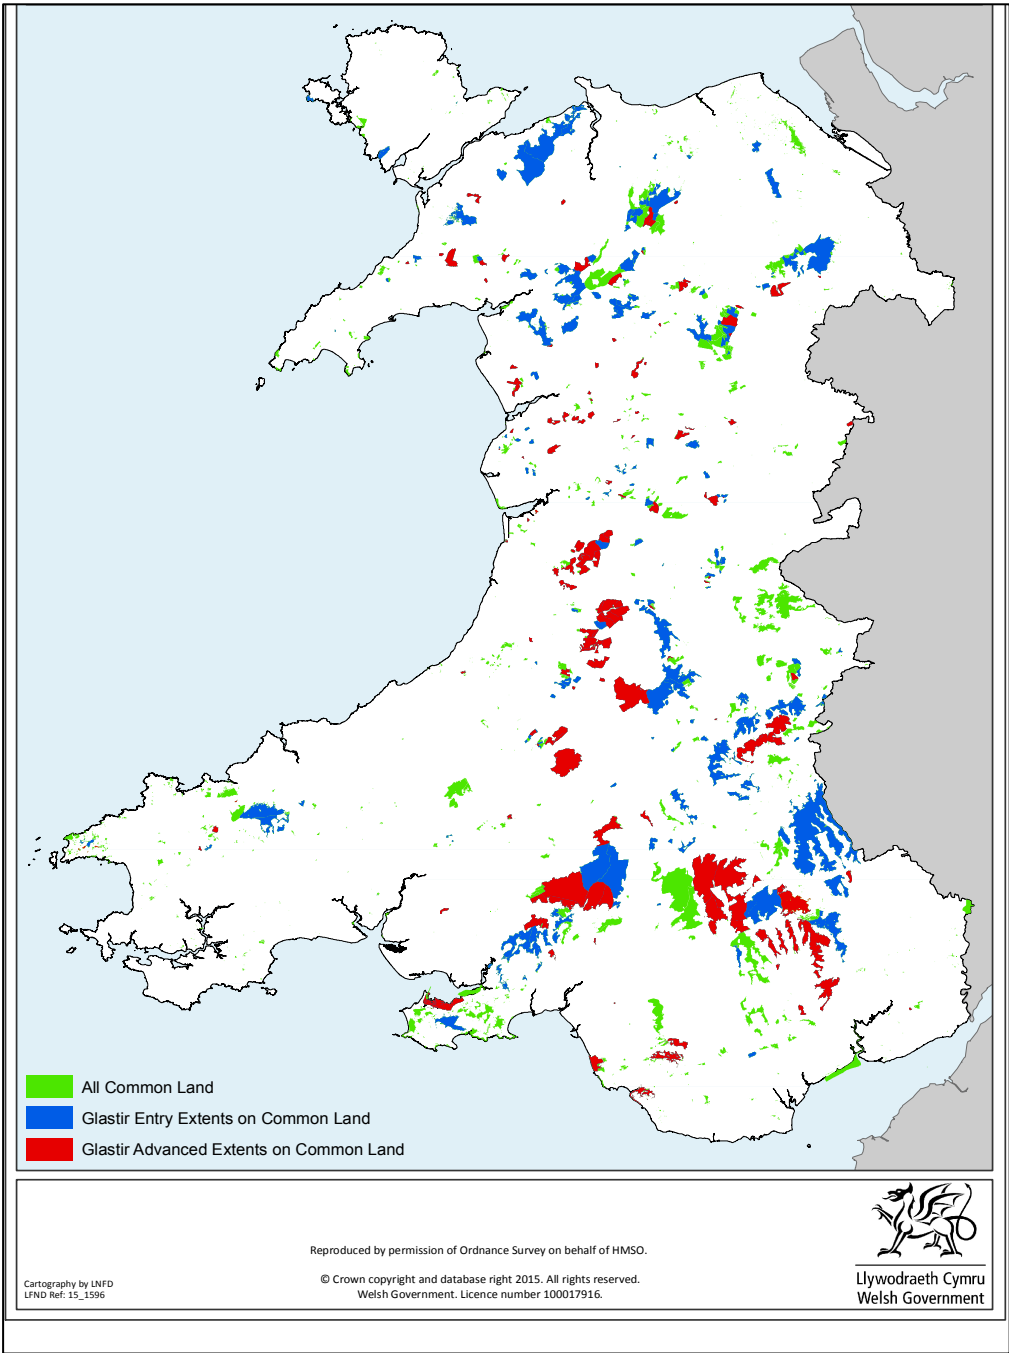 All Common Land
Glastir Entry Extents on Common Land
Glastir Advanced Extents on Common Land
Reproduced by permission of Ordnance Survey on behalf of HMSO.
© Crown copyright and database right 2015. All rights reserved.
Welsh Government. Licence number 100017916.
Cartography by LNFD
LFND Ref: 15_1596
Llywodraeth Cymru
Welsh Government